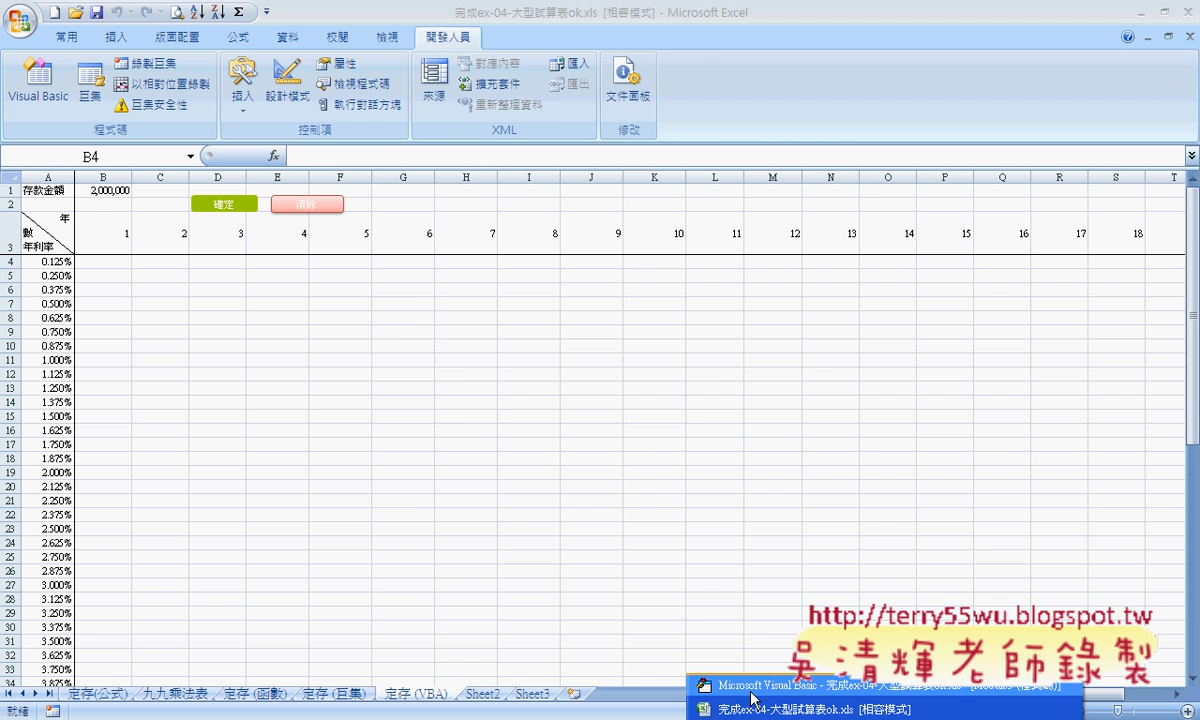 完成ex-04-大型試算表ok.xls [相容模式] - Microsoft Excel
常用 插入 版面配置 公式 資料 校閱 檢視 開發人員
Visual Basic 巨集 錄製巨集 以相對位置錄製 巨集安全性 程式碼
插入 設計模式 屬性 檢視程式碼 執行對話方塊 控制項
來源 對應內容 擴充套件 重新整理資料 匯入 匯出 XML
文件面板 修改
B4 fx
A B C D E F G H I J K L M N O P Q R S T
1 存款金額 2,000,000
2 確定 清除
年
數
3 年利率 1 2 3 4 5 6 7 8 9 10 11 12 13 14 15 16 17 18
4 0.125%
5 0.250%
6 0.375%
7 0.500%
8 0.625%
9 0.750%
10 0.875%
11 1.000%
12 1.125%
13 1.250%
14 1.375%
15 1.500%
16 1.625%
17 1.750%
18 1.875%
19 2.000%
20 2.125%
21 2.250%
22 2.375%
23 2.500%
24 2.625%
25 2.750%
26 2.875%
27 3.000%
28 3.125%
29 3.250%
30 3.375%
31 3.500%
32 3.625%
33 3.750%
34 3.875%
http://terry55wu.blogspot.tw
吳清輝老師錄製
定存(公式) 九九乘法表 定存 (函數) 定存 (巨集) 定存 (VBA) Sheet2 Sheet3
Microsoft Visual Basic - 完成ex-04-大型試算表ok.xls
完成ex-04-大型試算表ok.xls [相容模式]
就緒